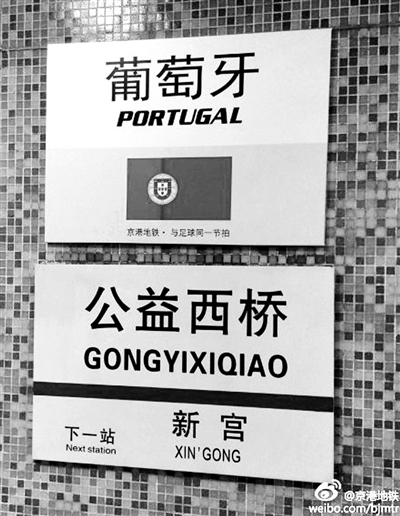 葡萄牙
PORTUGAL
京港地铁·与足球同一节拍
公益西桥
GONGYIXIQIAO
下一站
Next station
新宫
XIN'GONG
@京港地铁
weibo.com/bjmtr